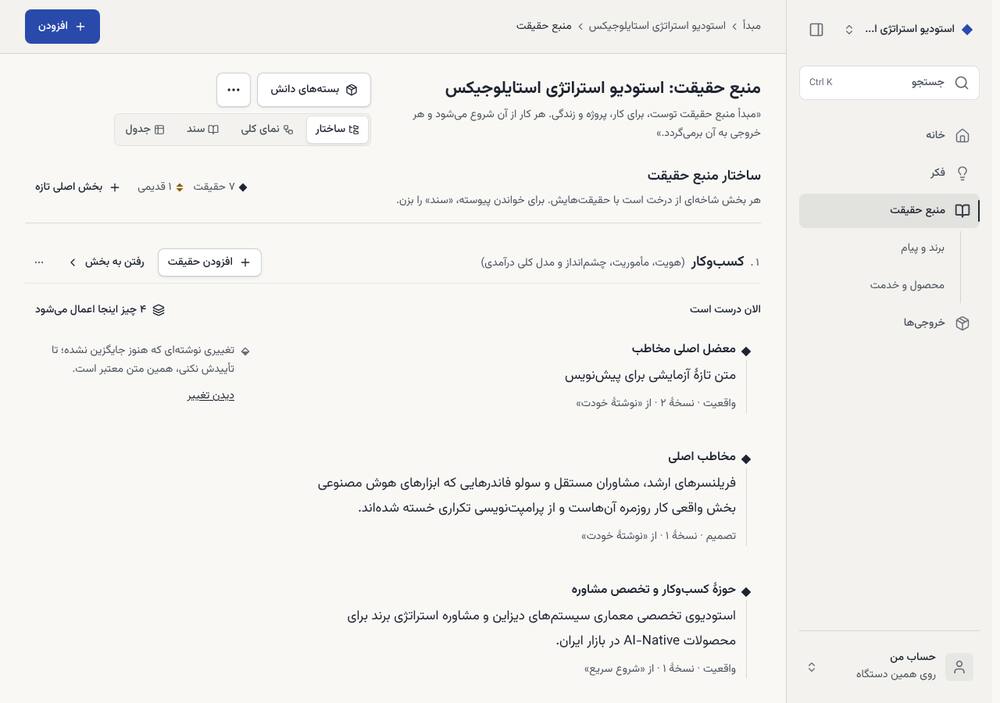 استودیو استراتژی ا...
جستجو
Ctrl K
خانه
فکر
منبع حقیقت
برند و پیام
محصول و خدمت
خروجی‌ها
حساب من
روی همین دستگاه
مبدأ › استودیو استراتژی استایلوجیکس › منبع حقیقت
افزودن
منبع حقیقت: استودیو استراتژی استایلوجیکس
«مبدأ منبع حقیقت توست، برای کار، پروژه و زندگی. هر کار از آن شروع می‌شود و هر
خروجی به آن برمی‌گردد.»
بسته‌های دانش
ساختار
نمای کلی
سند
جدول
ساختار منبع حقیقت
هر بخش شاخه‌ای از درخت است با حقیقت‌هایش. برای خواندن پیوسته، «سند» را بزن.
۷ حقیقت
۱ قدیمی
بخش اصلی تازه
۱. کسب‌وکار (هویت، مأموریت، چشم‌انداز و مدل کلی درآمدی)
افزودن حقیقت
رفتن به بخش
الان درست است
۴ چیز اینجا اعمال می‌شود
معضل اصلی مخاطب
متن تازهٔ آزمایشی برای پیش‌نویس
واقعیت · نسخهٔ ۲ · از «نوشتهٔ خودت»
تغییری نوشته‌ای که هنوز جایگزین نشده؛ تا
تأییدش نکنی، همین متن معتبر است.
دیدن تغییر
مخاطب اصلی
فریلنسرهای ارشد، مشاوران مستقل و سولو فاندرهایی که ابزارهای هوش مصنوعی
بخش واقعی کار روزمره آن‌هاست و از پرامپت‌نویسی تکراری خسته شده‌اند.
تصمیم · نسخهٔ ۱ · از «نوشتهٔ خودت»
حوزهٔ کسب‌وکار و تخصص مشاوره
استودیوی تخصصی معماری سیستم‌های دیزاین و مشاوره استراتژی برند برای
محصولات AI-Native در بازار ایران.
واقعیت · نسخهٔ ۱ · از «شروع سریع»